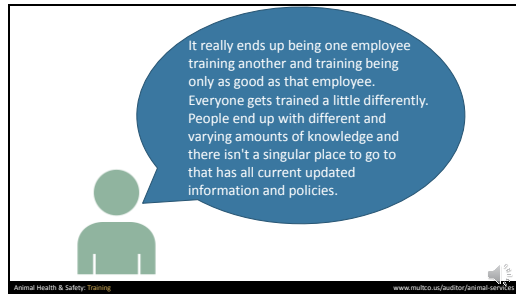 It really ends up being one employee
training another and training being
only as good as that employee.
Everyone gets trained a little differently.
People end up with different and
varying amounts of knowledge and
there isn't a singular place to go to
that has all current updated
information and policies.
Animal Health & Safety: Training
www.multco.us/auditor/animal-services